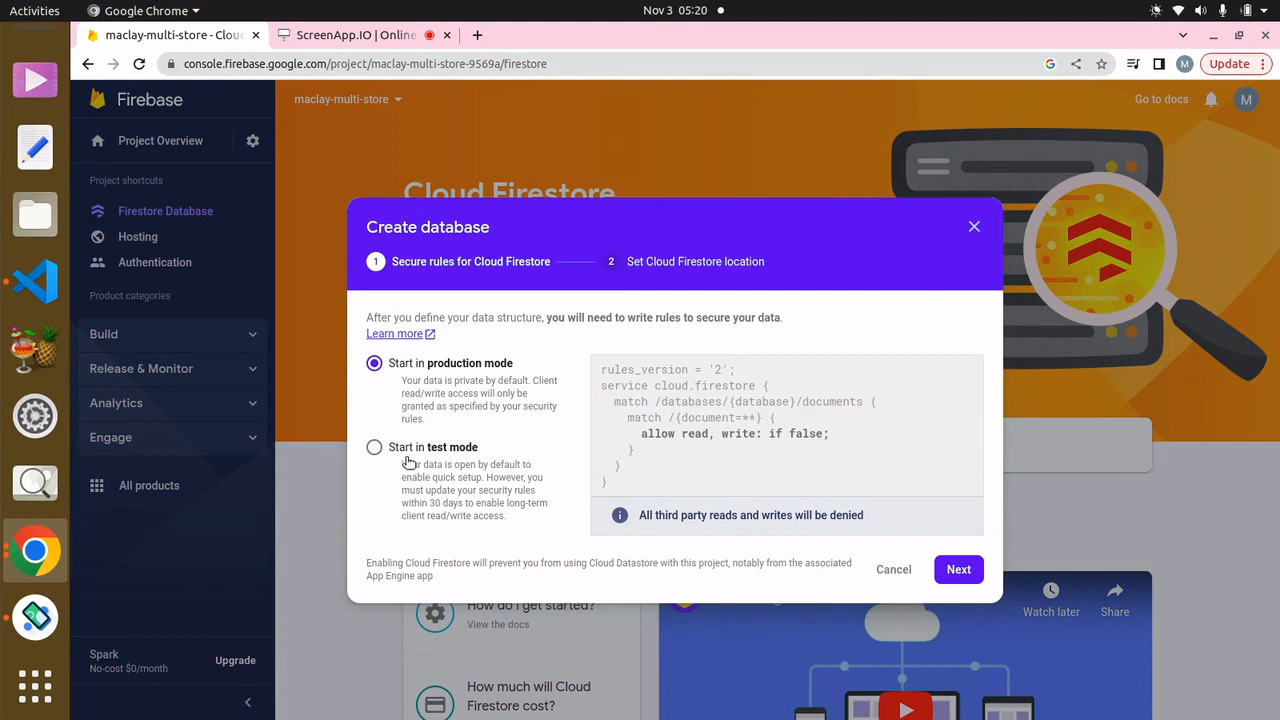 Activities
Google Chrome
Nov 3 05:20
maclay-multi-store - Clou
ScreenApp.IO | Online
console.firebase.google.com/project/maclay-multi-store-9569a/firestore
M
Update
Firebase
maclay-multi-store
Go to docs
M
Project Overview
Project shortcuts
Firestore Database
Hosting
Authentication
Product categories
Build
Release & Monitor
Analytics
Engage
All products
Spark
No-cost $0/month
Upgrade
Cloud Firestore
Create database
1 Secure rules for Cloud Firestore
2 Set Cloud Firestore location
After you define your data structure, you will need to write rules to secure your data.
Learn more
Start in production mode
Your data is private by default. Client
read/write access will only be
granted as specified by your security
rules.
Start in test mode
data is open by default to
enable quick setup. However, you
must update your security rules
within 30 days to enable long-term
client read/write access.
rules_version = '2';
service cloud.firestore {
match /databases/{database}/documents {
match /{document=**} {
allow read, write: if false;
}
}
}
All third party reads and writes will be denied
Enabling Cloud Firestore will prevent you from using Cloud Datastore with this project, notably from the associated
App Engine app
Cancel
Next
How do I get started?
View the docs
How much will Cloud
Firestore cost?
Watch later
Share